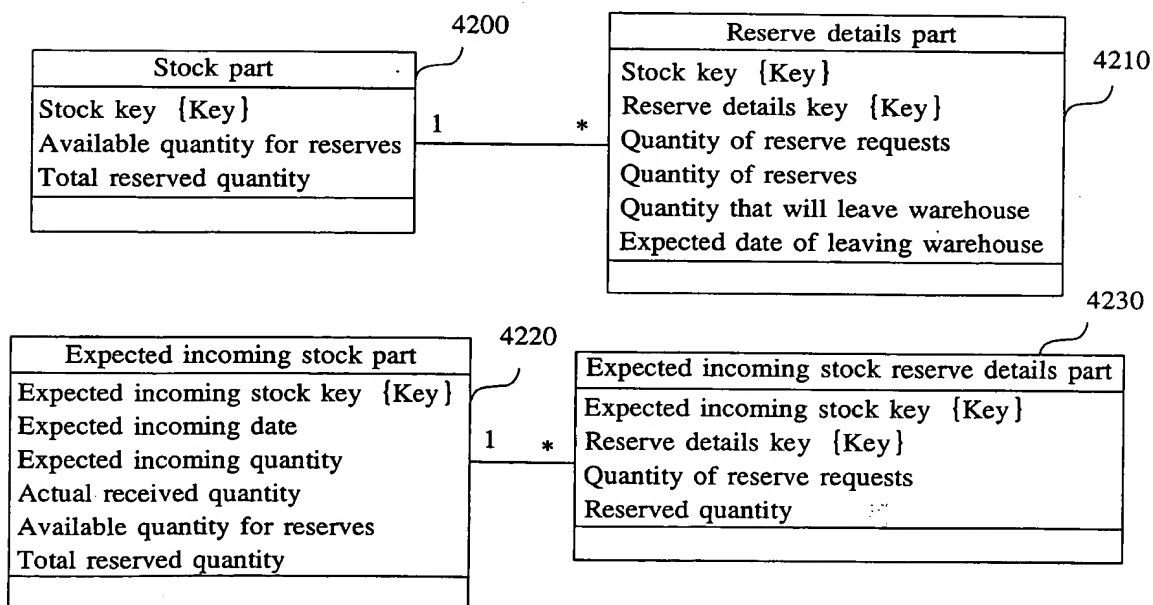 4200
Stock part
Stock key {Key}
Available quantity for reserves
Total reserved quantity
1 *
Reserve details part
4210
Stock key {Key}
Reserve details key {Key}
Quantity of reserve requests
Quantity of reserves
Quantity that will leave warehouse
Expected date of leaving warehouse
4220
Expected incoming stock part
Expected incoming stock key {Key}
Expected incoming date
Expected incoming quantity
Actual received quantity
Available quantity for reserves
Total reserved quantity
1 *
4230
Expected incoming stock reserve details part
Expected incoming stock key {Key}
Reserve details key {Key}
Quantity of reserve requests
Reserved quantity